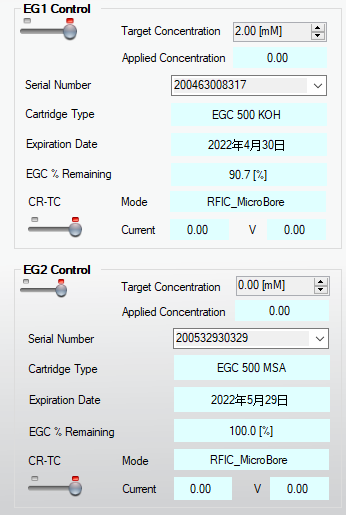 EG1 Control
Target Concentration 2.00 [mM]
Applied Concentration 0.00
Serial Number 200463008317
Cartridge Type EGC 500 KOH
Expiration Date 2022年4月30日
EGC % Remaining 90.7 [%]
CR-TC Mode RFIC_MicroBore
Current 0.00 V 0.00
EG2 Control
Target Concentration 0.00 [mM]
Applied Concentration 0.00
Serial Number 200532930329
Cartridge Type EGC 500 MSA
Expiration Date 2022年5月29日
EGC % Remaining 100.0 [%]
CR-TC Mode RFIC_MicroBore
Current 0.00 V 0.00